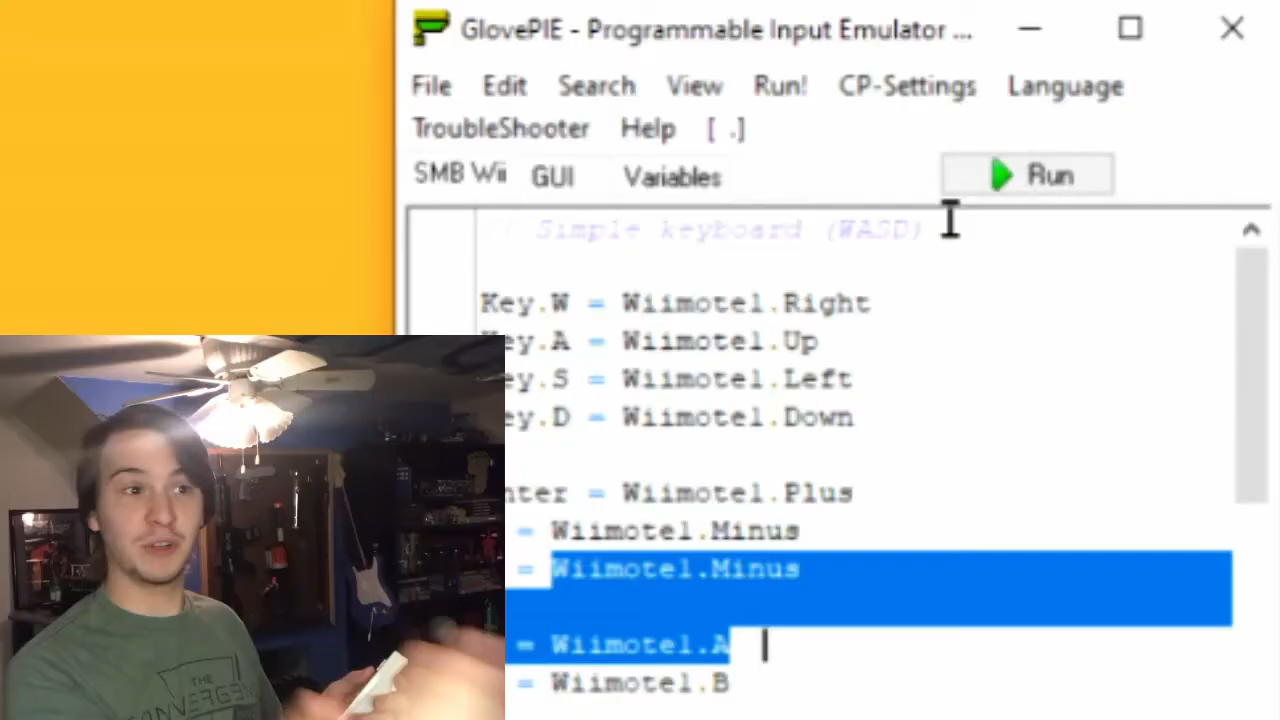 GlovePIE - Programmable Input Emulator ...
File Edit Search View Run! CP-Settings Language
TroubleShooter Help [ .]
SMB Wii GUI Variables Run
// Simple keyboard (WASD)
Key.W = Wiimote1.Right
ey.A = Wiimote1.Up
ey.S = Wiimote1.Left
ey.D = Wiimote1.Down
nter = Wiimote1.Plus
= Wiimote1.Minus
= Wiimote1.Minus
= Wiimote1.A
= Wiimote1.B
THE
CONVERGEN